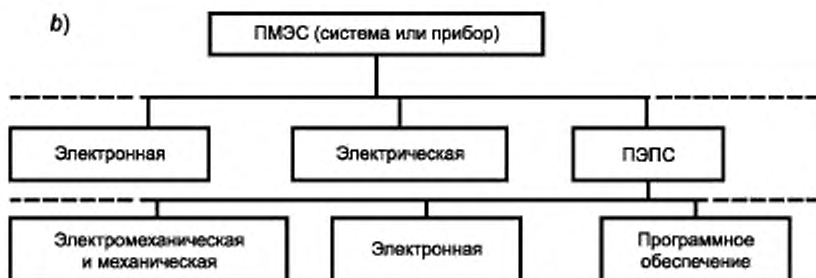 b)
ПМЭС (система или прибор)
Электронная
Электрическая
ПЭПС
Электромеханическая
и механическая
Электронная
Программное
обеспечение